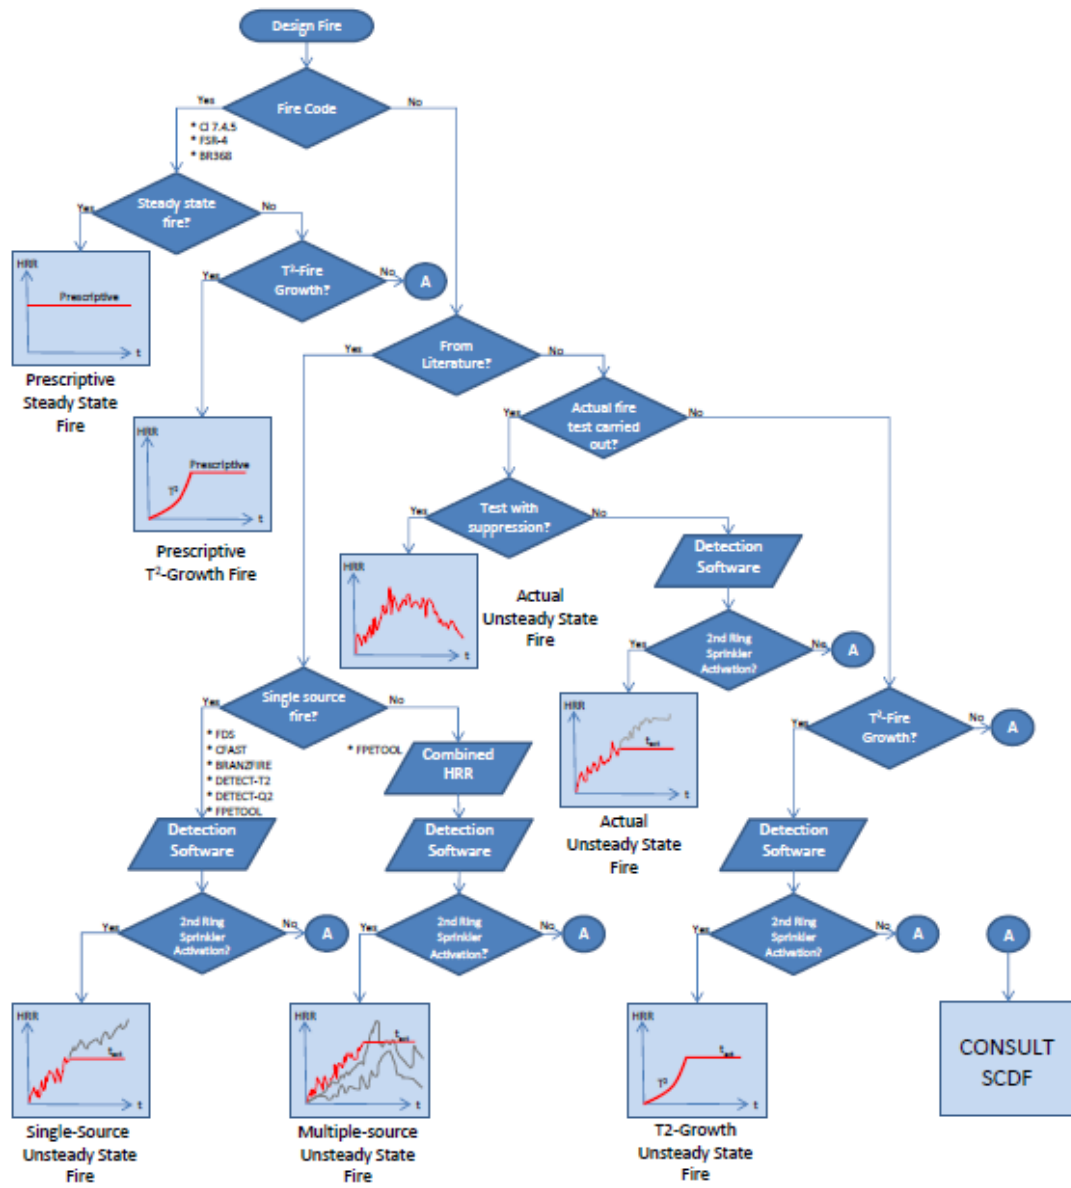 Design Fire
Fire Code
Yes
No
* Cl 7.4.5
* FSR-4
* BR368
Steady state
fire?
Yes
No
HRR
Prescriptive
t
Prescriptive
Steady State
Fire
T²-Fire
Growth?
Yes
No
A
HRR
Prescriptive
T²
t
Prescriptive
T²-Growth Fire
From
Literature?
Yes
No
Actual fire
test carried
out?
Yes
No
Test with
suppression?
Yes
No
HRR
t
Actual
Unsteady State
Fire
Detection
Software
2nd Ring
Sprinkler
Activation?
Yes
No
A
HRR
t
Actual
Unsteady State
Fire
T²-Fire
Growth?
Yes
No
A
Single source
fire?
Yes
No
* FDS
* CFAST
* BRANZFIRE
* DETECT-T2
* DETECT-Q2
* FPETOOL
* FPETOOL
Combined
HRR
Detection
Software
Detection
Software
Detection
Software
2nd Ring
Sprinkler
Activation?
Yes
No
A
2nd Ring
Sprinkler
Activation?
Yes
No
A
2nd Ring
Sprinkler
Activation?
Yes
No
A
A
HRR
t
Single-Source
Unsteady State
Fire
HRR
t
Multiple-source
Unsteady State
Fire
HRR
T²
t
T2-Growth
Unsteady State
Fire
CONSULT
SCDF